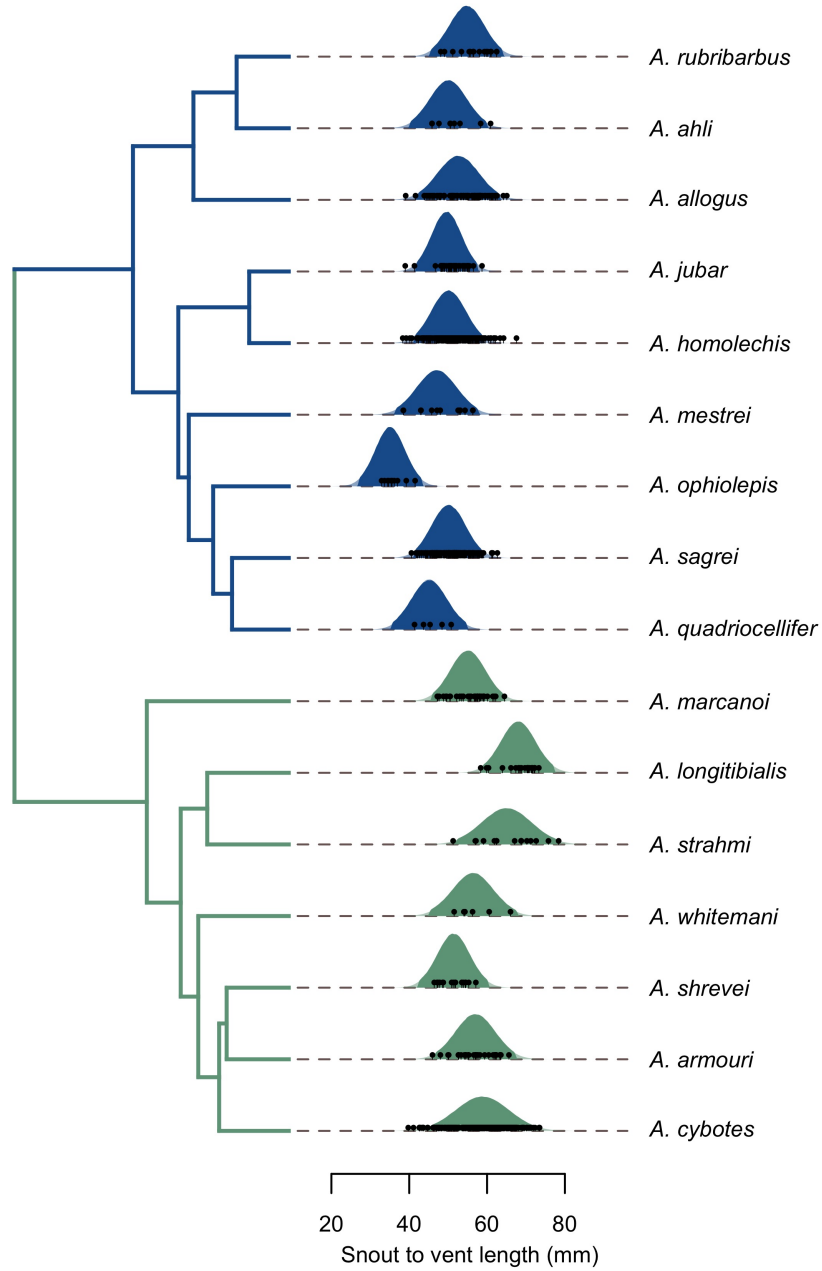 A. rubribarbus
A. ahli
A. allogus
A. jubar
A. homolechis
A. mestrei
A. ophiolepis
A. sagrei
A. quadriocellifer
A. marcanoi
A. longitibialis
A. strahmi
A. whitemani
A. shrevei
A. armouri
A. cybotes
20 40 60 80
Snout to vent length (mm)